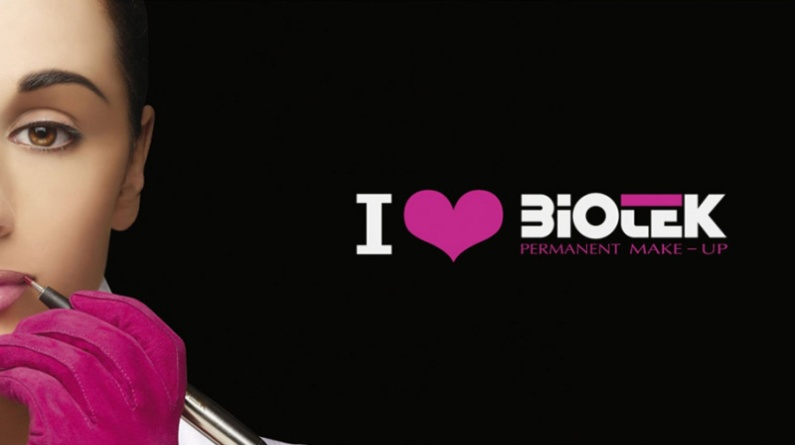 I ♥ BIOTEK
PERMANENT MAKE-UP